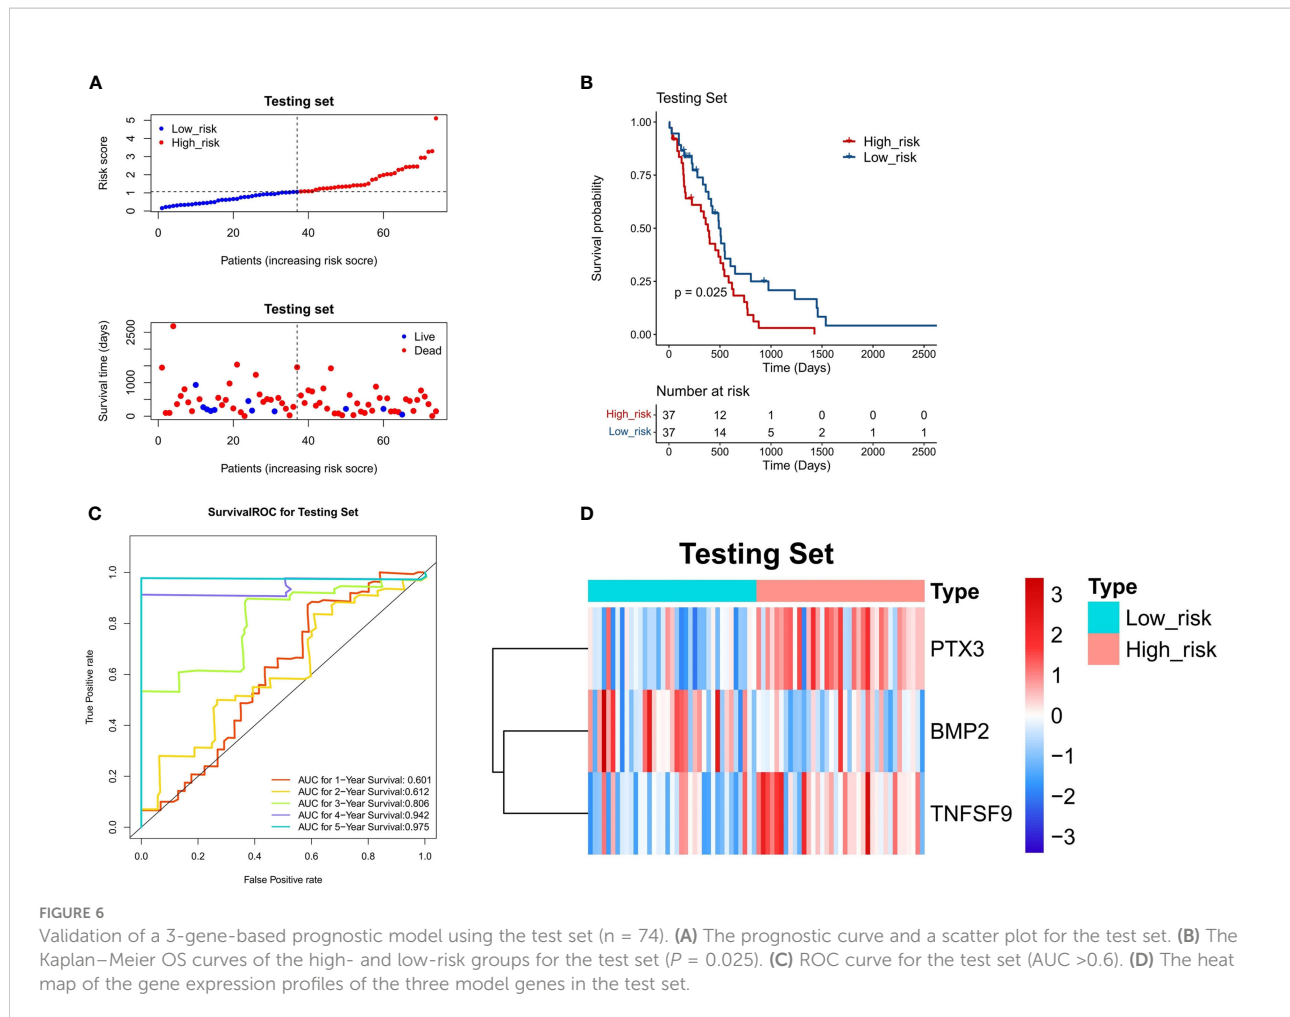 A
Testing set
Risk score
5
4
3
2
1
0
Low_risk
High_risk
0 20 40 60
Patients (increasing risk socre)
Testing set
Survival time (days)
2500
1000
0
Live
Dead
0 20 40 60
Patients (increasing risk socre)
B
Testing Set
Survival probability
1.00
0.75
0.50
0.25
0.00
High_risk
Low_risk
p = 0.025
0 500 1000 1500 2000 2500
Time (Days)
Number at risk
High_risk 37 12 1 0 0 0
Low_risk 37 14 5 2 1 1
0 500 1000 1500 2000 2500
Time (Days)
C
SurvivalROC for Testing Set
True Positive rate
1.0
0.8
0.6
0.4
0.2
0.0
AUC for 1-Year Survival: 0.601
AUC for 2-Year Survival:0.612
AUC for 3-Year Survival:0.806
AUC for 4-Year Survival:0.942
AUC for 5-Year Survival:0.975
0.0 0.2 0.4 0.6 0.8 1.0
False Positive rate
D
Testing Set
Type
PTX3
BMP2
TNFSF9
3
2
1
0
−1
−2
−3
Type
Low_risk
High_risk
FIGURE 6
Validation of a 3-gene-based prognostic model using the test set (n = 74). (A) The prognostic curve and a scatter plot for the test set. (B) The
Kaplan–Meier OS curves of the high- and low-risk groups for the test set (P = 0.025). (C) ROC curve for the test set (AUC >0.6). (D) The heat
map of the gene expression profiles of the three model genes in the test set.